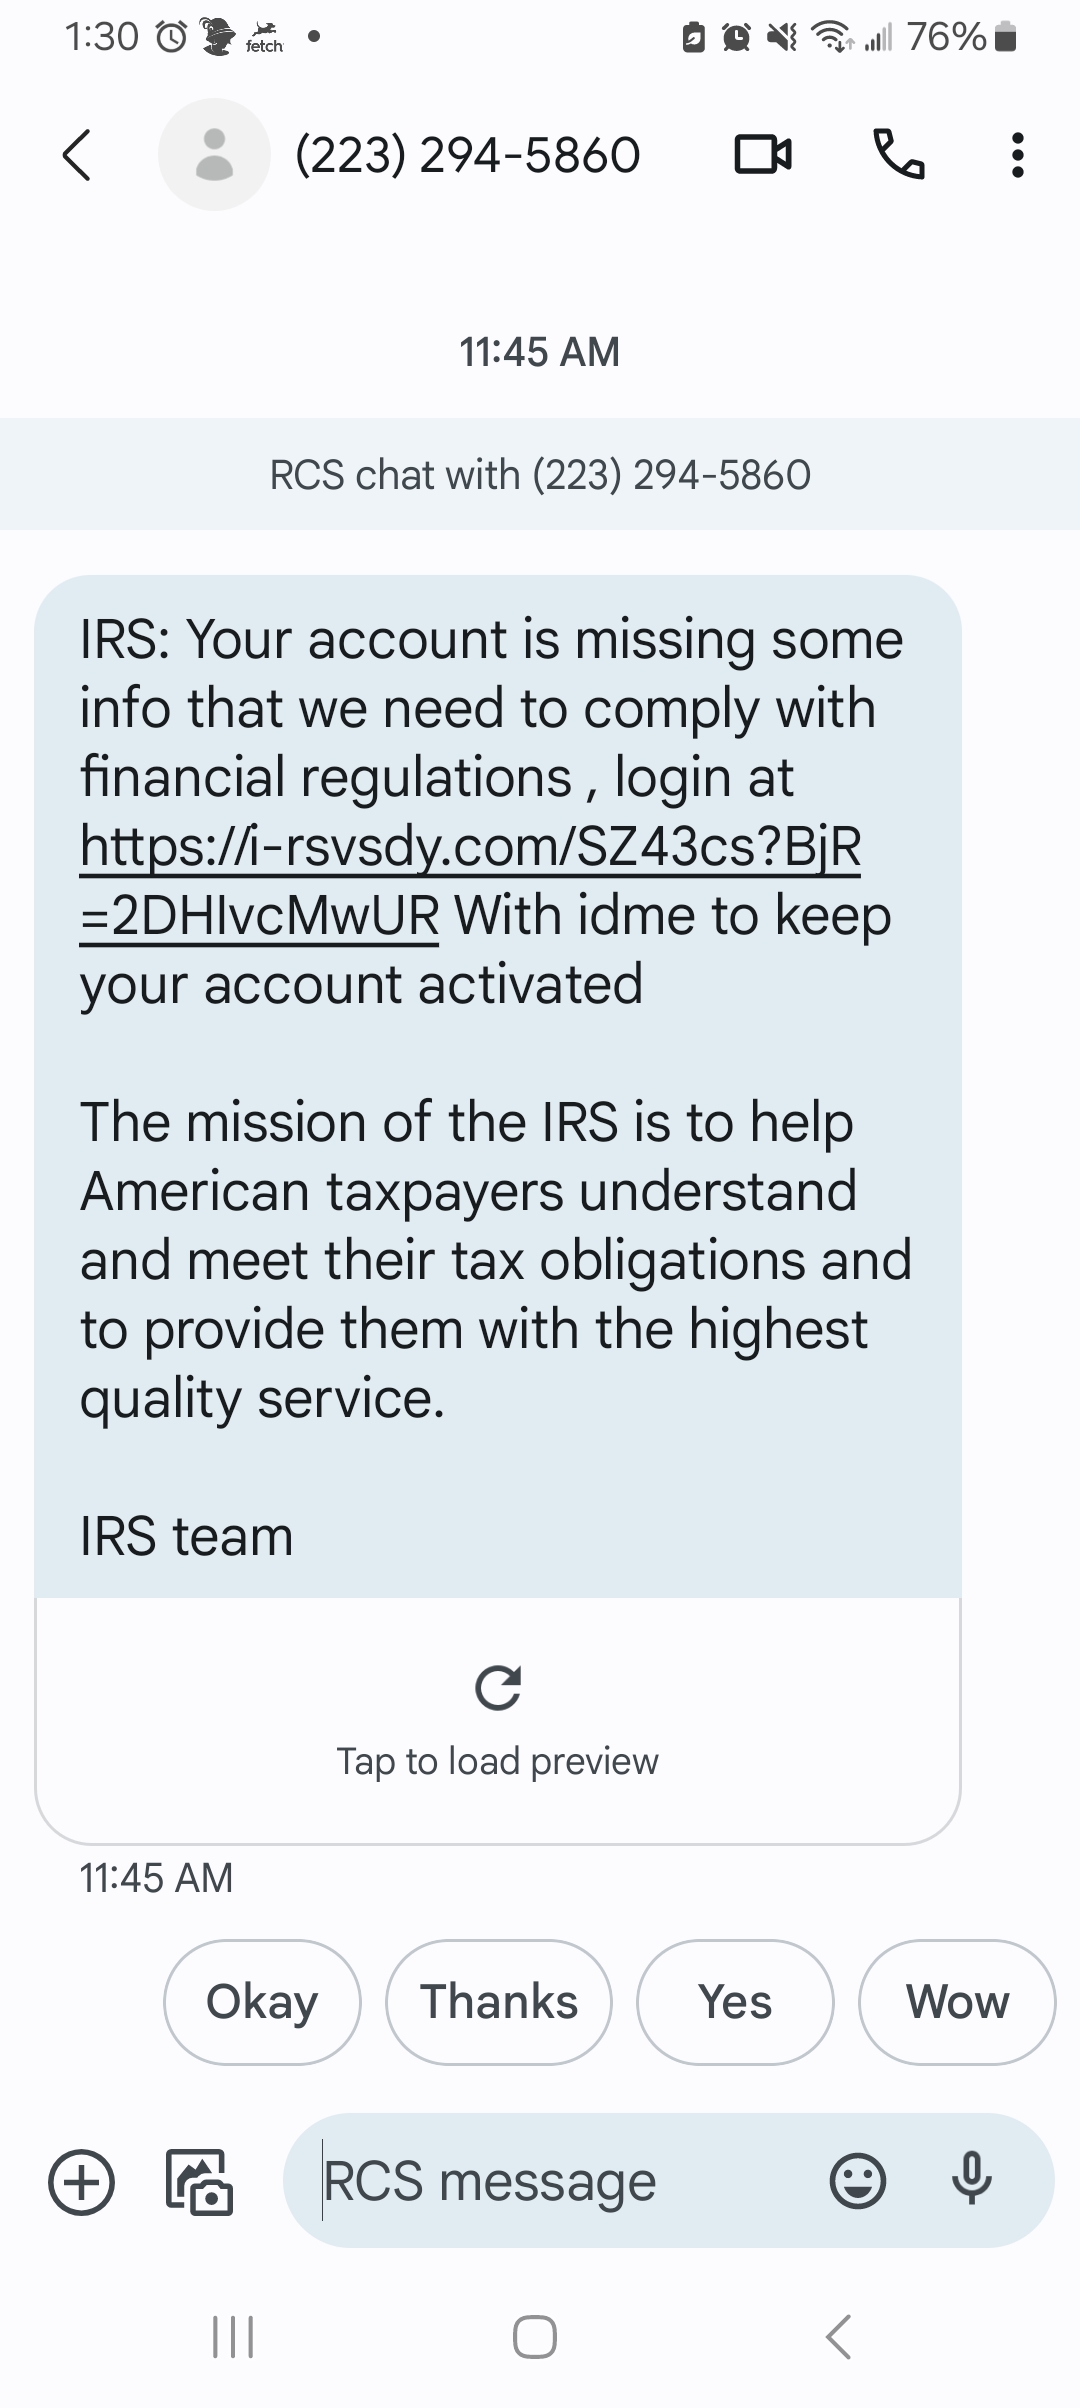 1:30 fetch 76%
(223) 294-5860
11:45 AM
RCS chat with (223) 294-5860
IRS: Your account is missing some
info that we need to comply with
financial regulations , login at
https://i-rsvsdy.com/SZ43cs?BjR
=2DHIvcMwUR With idme to keep
your account activated
The mission of the IRS is to help
American taxpayers understand
and meet their tax obligations and
to provide them with the highest
quality service.
IRS team
Tap to load preview
11:45 AM
Okay Thanks Yes Wow
RCS message